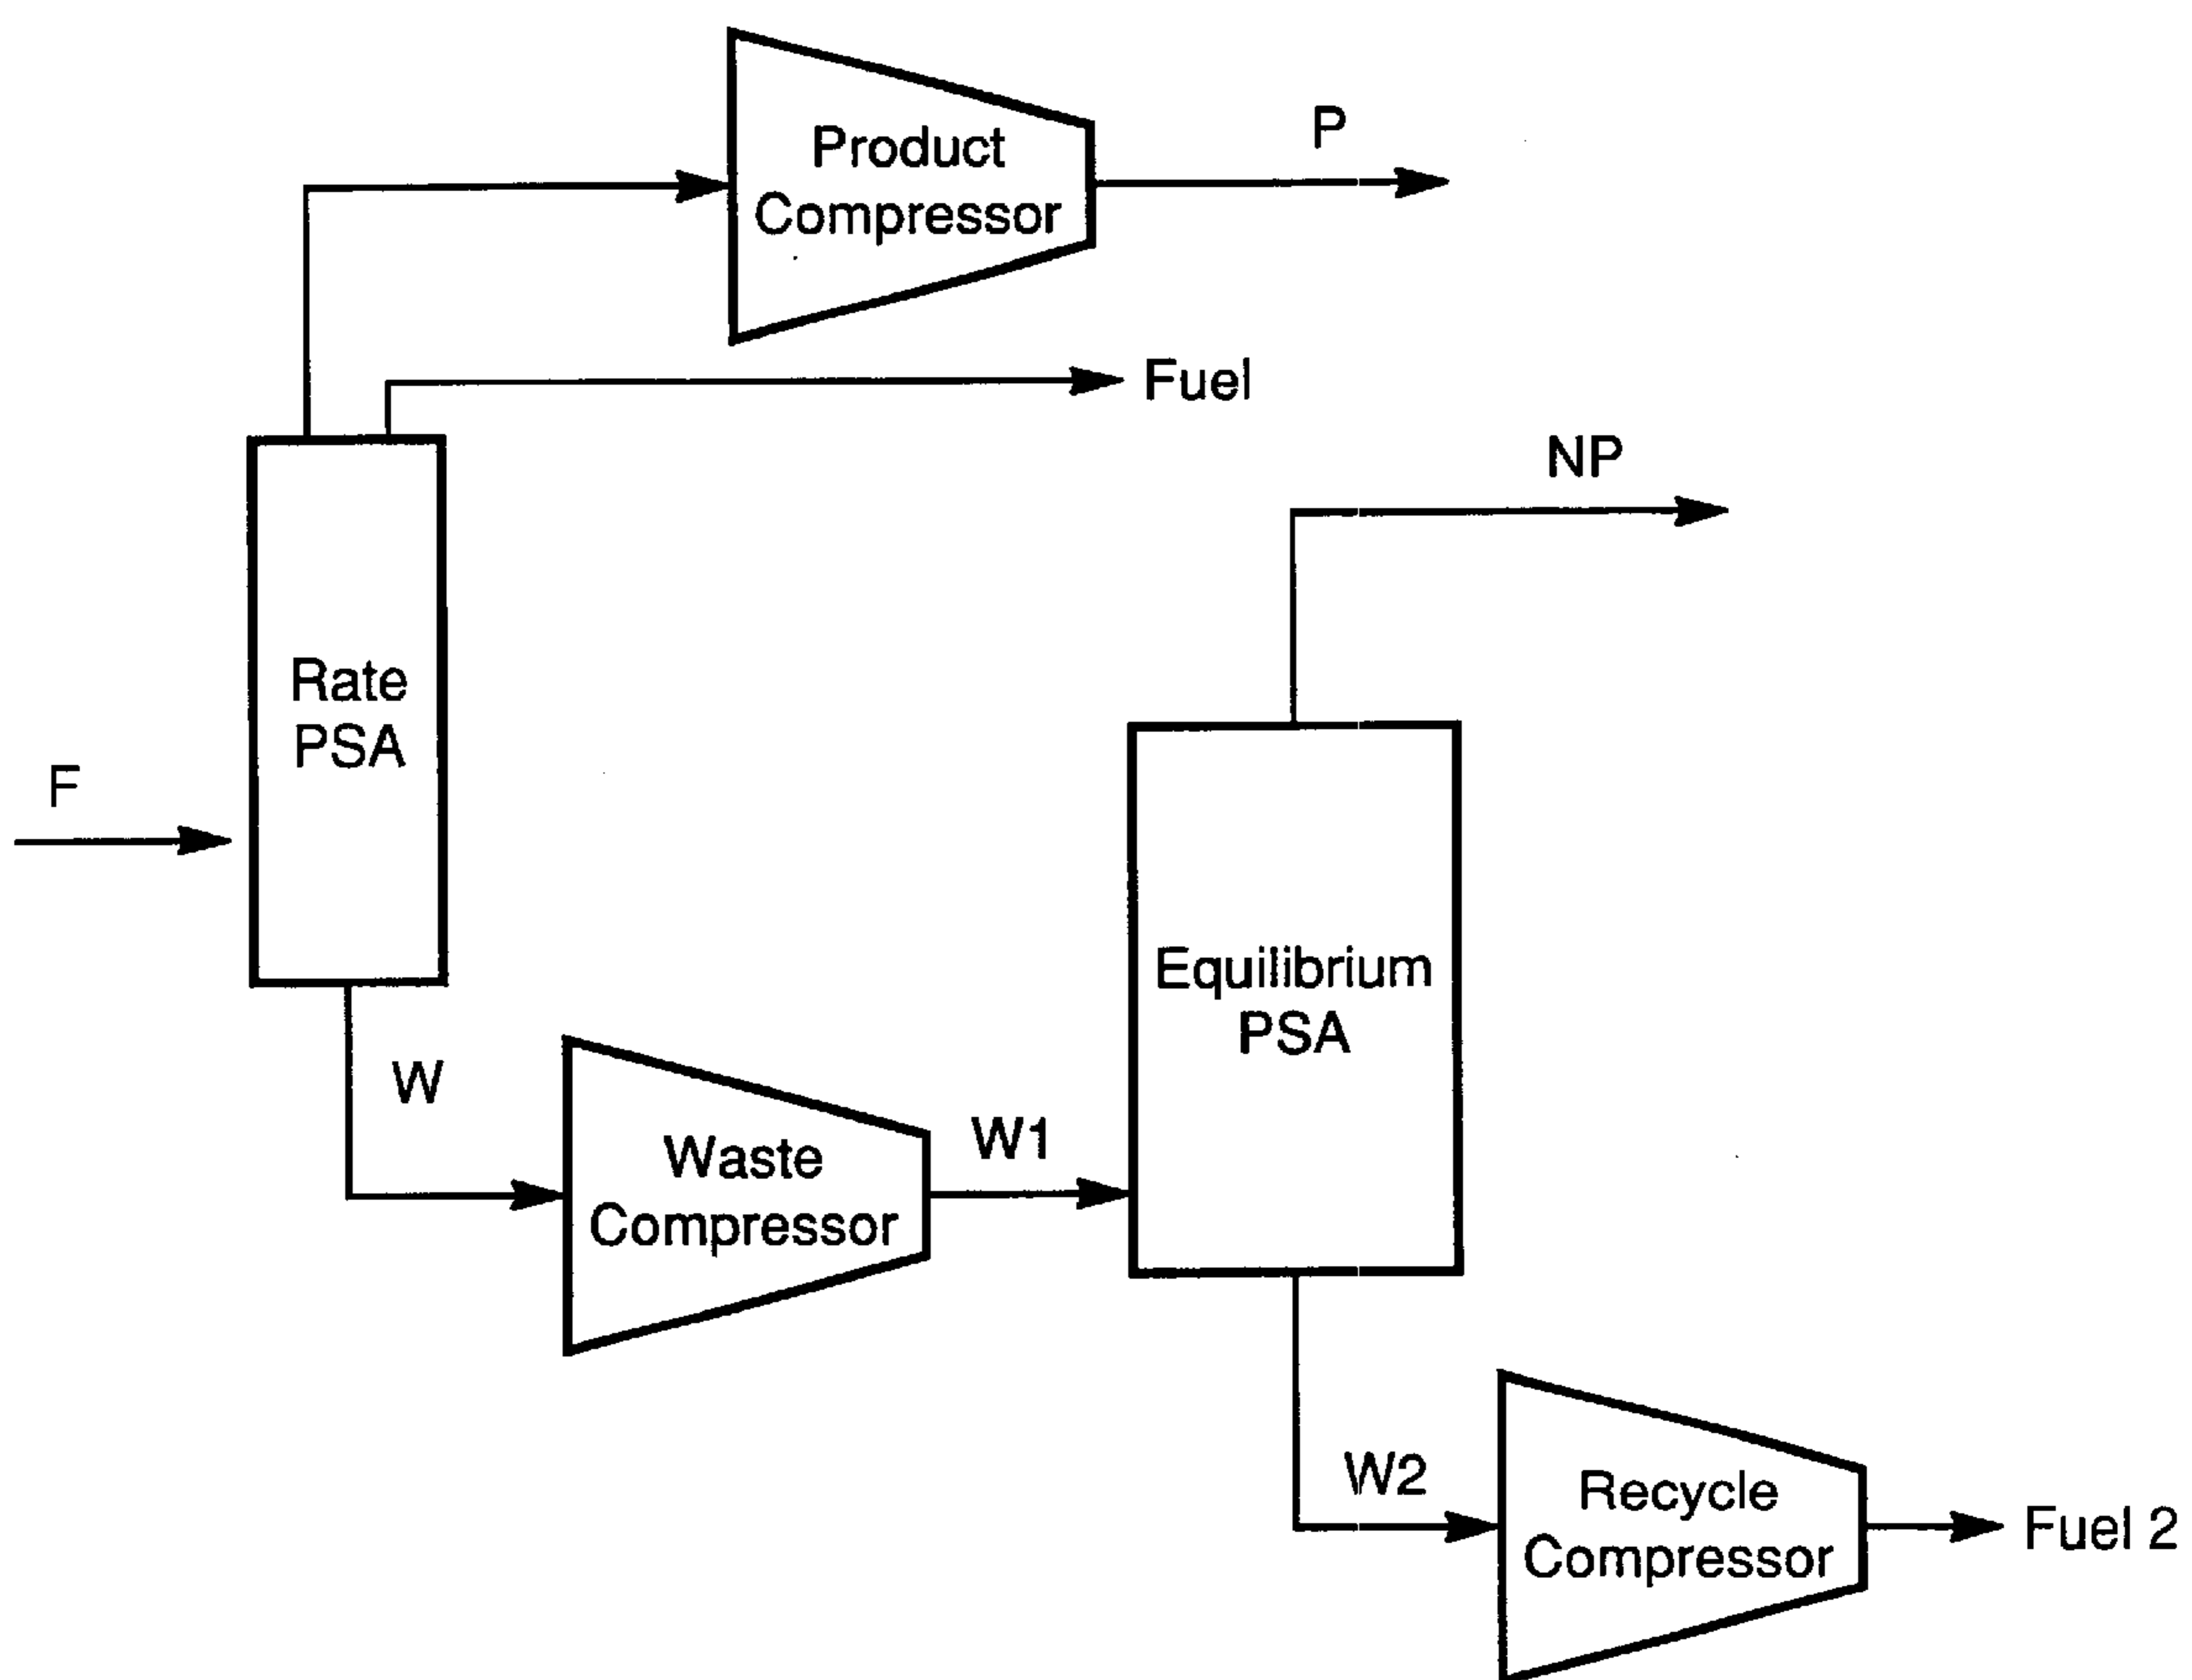 Product
Compressor
P
Fuel
NP
Rate
PSA
F
Equilibrium
PSA
W
Waste
Compressor
W1
W2
Recycle
Compressor
Fuel 2